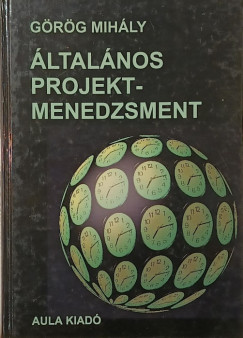 GÖRÖG MIHÁLY
ÁLTALÁNOS
PROJEKT-
MENEDZSMENT
AULA KIADÓ